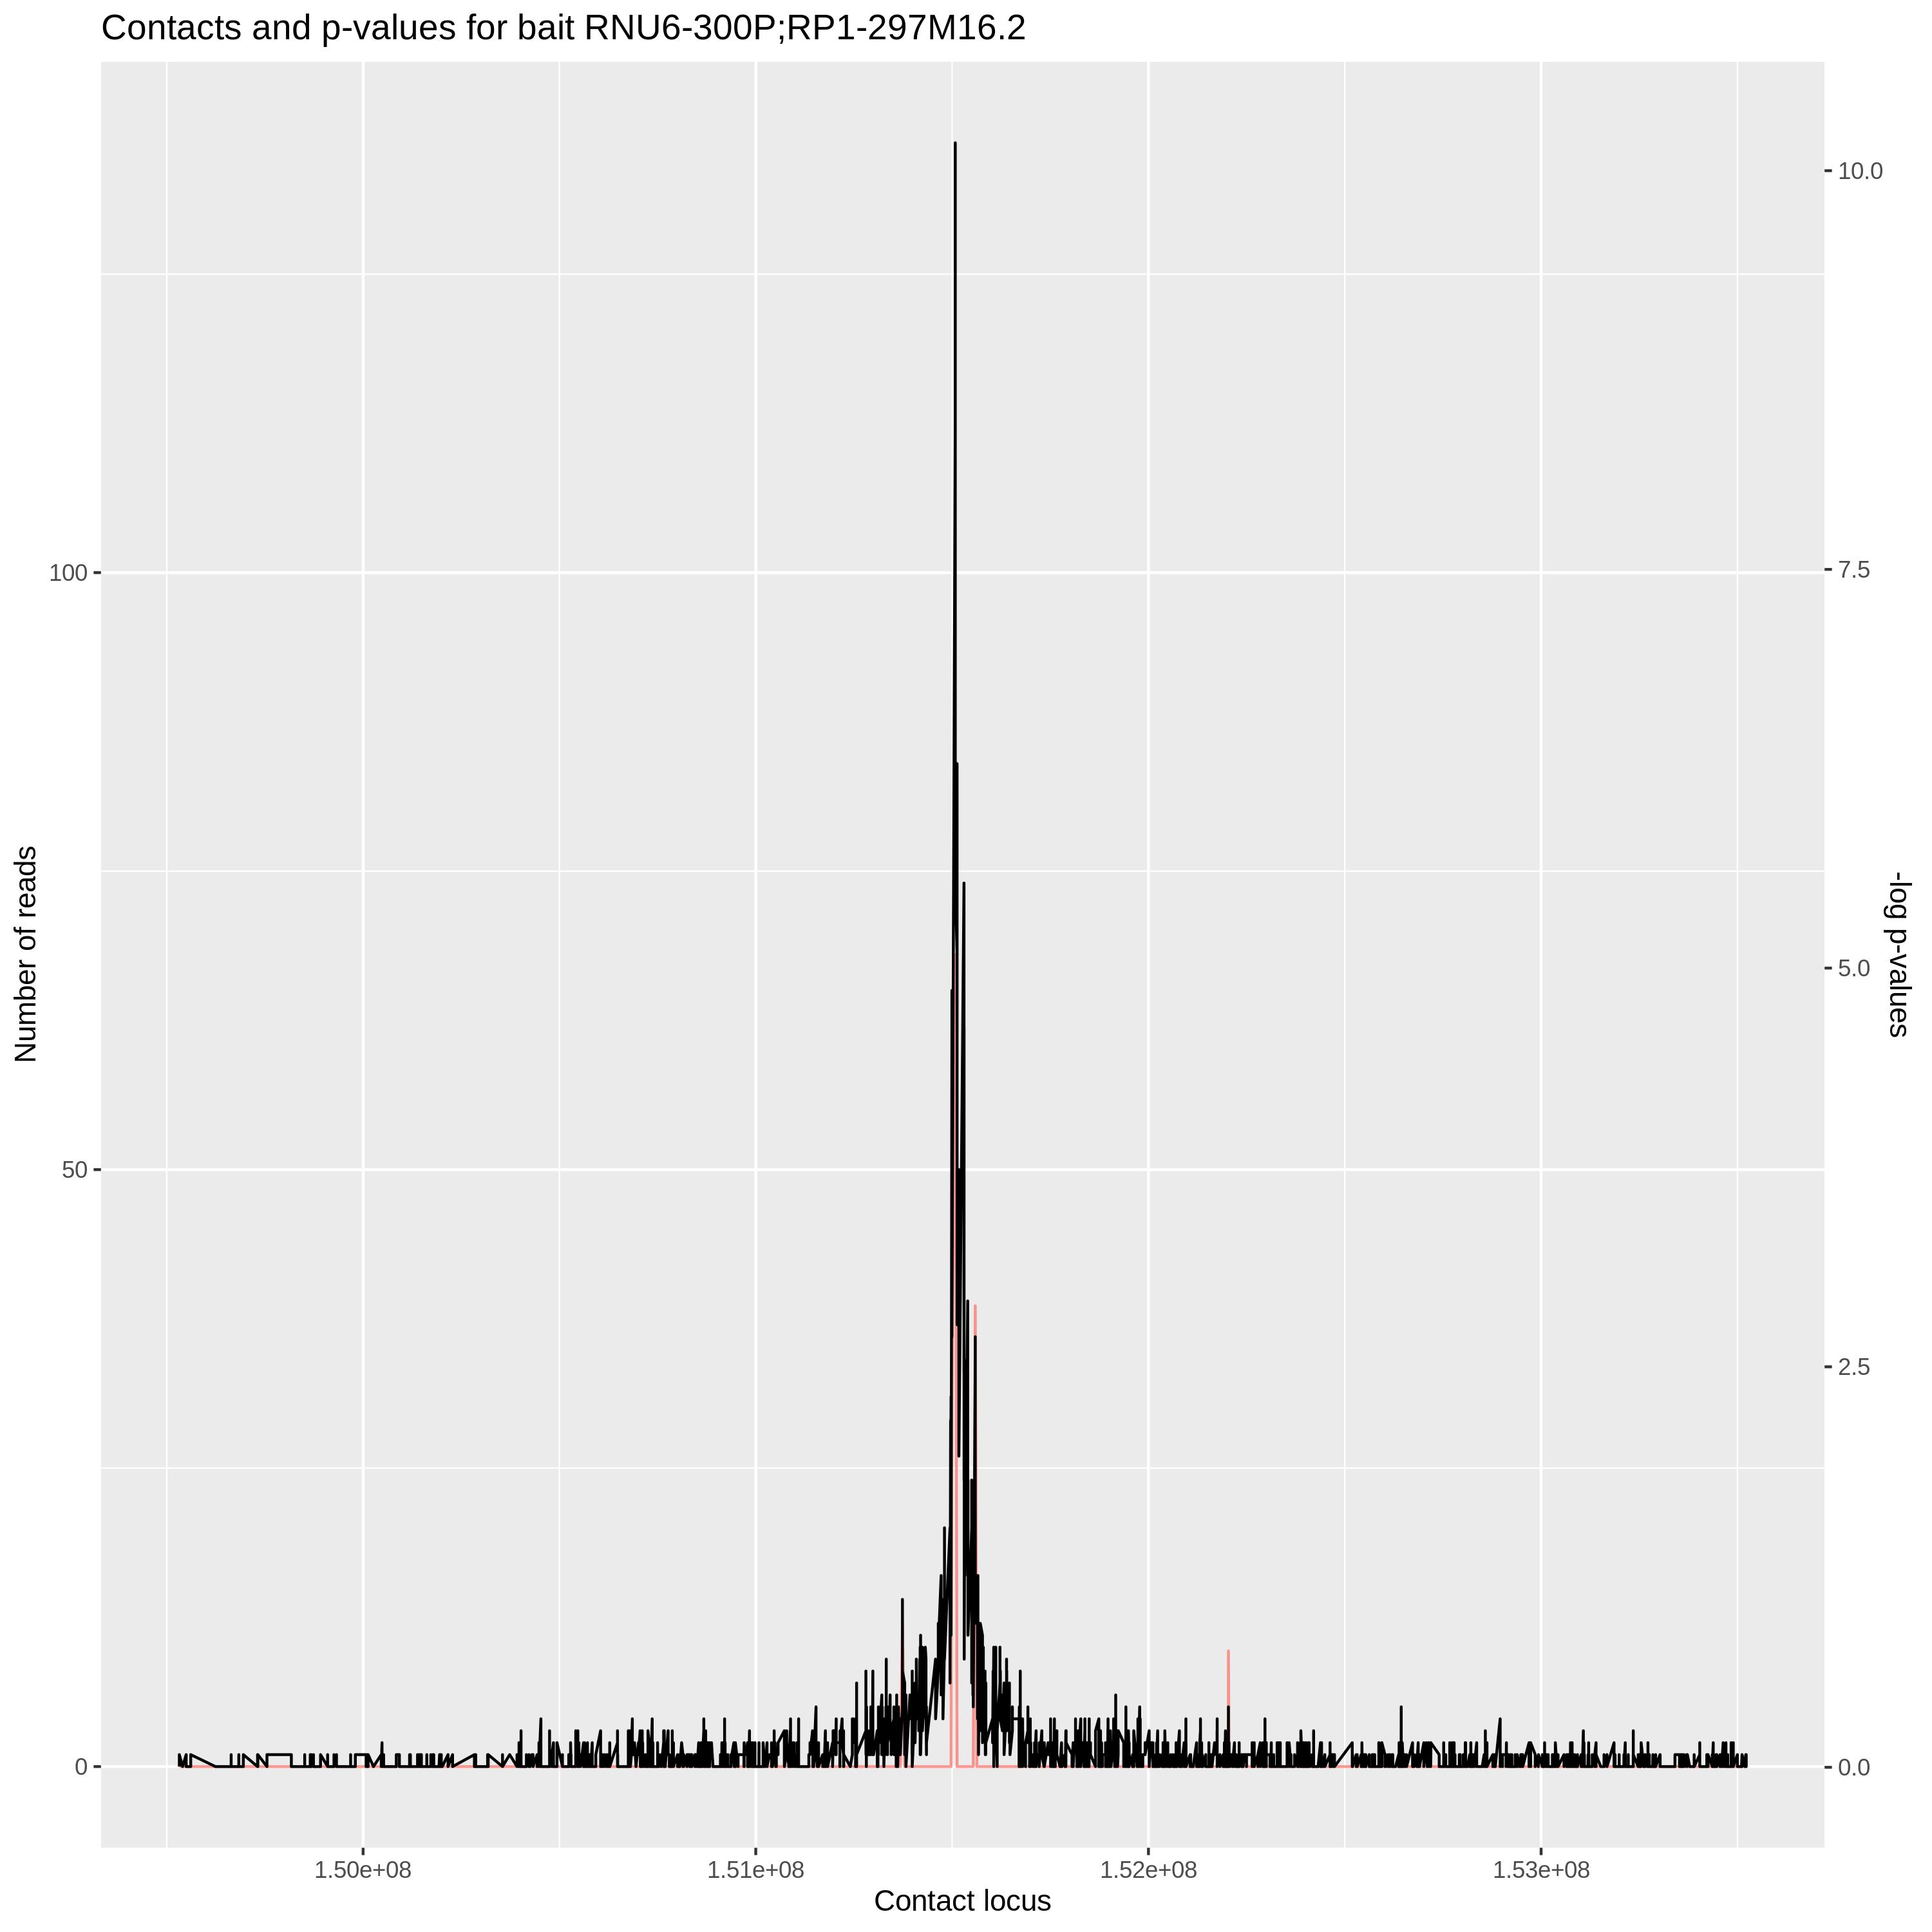 Contacts and p-values for bait RNU6-300P;RP1-297M16.2
10.0
100
7.5
Number of reads
5.0
-log p-values
50
2.5
0
0.0
1.50e+08
1.51e+08
1.52e+08
1.53e+08
Contact locus